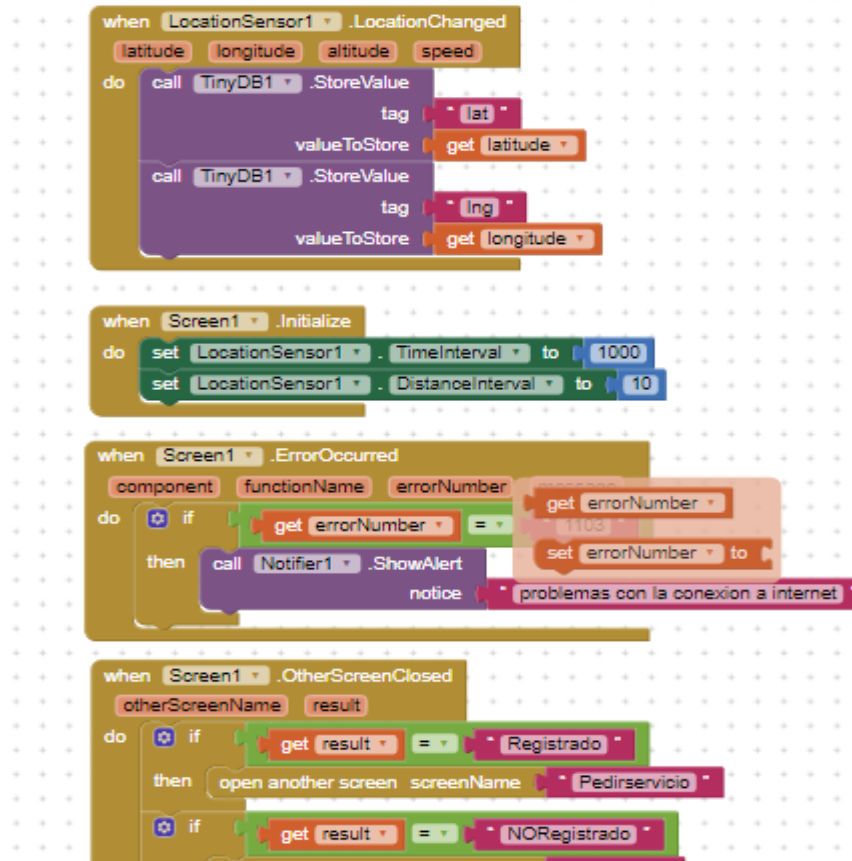 when LocationSensor1 .LocationChanged
latitude longitude altitude speed
do call TinyDB1 .StoreValue
tag " lat "
valueToStore get latitude
call TinyDB1 .StoreValue
tag " lng "
valueToStore get longitude
when Screen1 .Initialize
do set LocationSensor1 . TimeInterval to 1000
set LocationSensor1 . DistanceInterval to 10
when Screen1 .ErrorOccurred
component functionName errorNumber message
get errorNumber
do if get errorNumber = " 1103 "
set errorNumber to
then call Notifier1 .ShowAlert
notice " problemas con la conexion a internet "
when Screen1 .OtherScreenClosed
otherScreenName result
do if get result = " Registrado "
then open another screen screenName " Pedirservicio "
if get result = " NORegistrado "